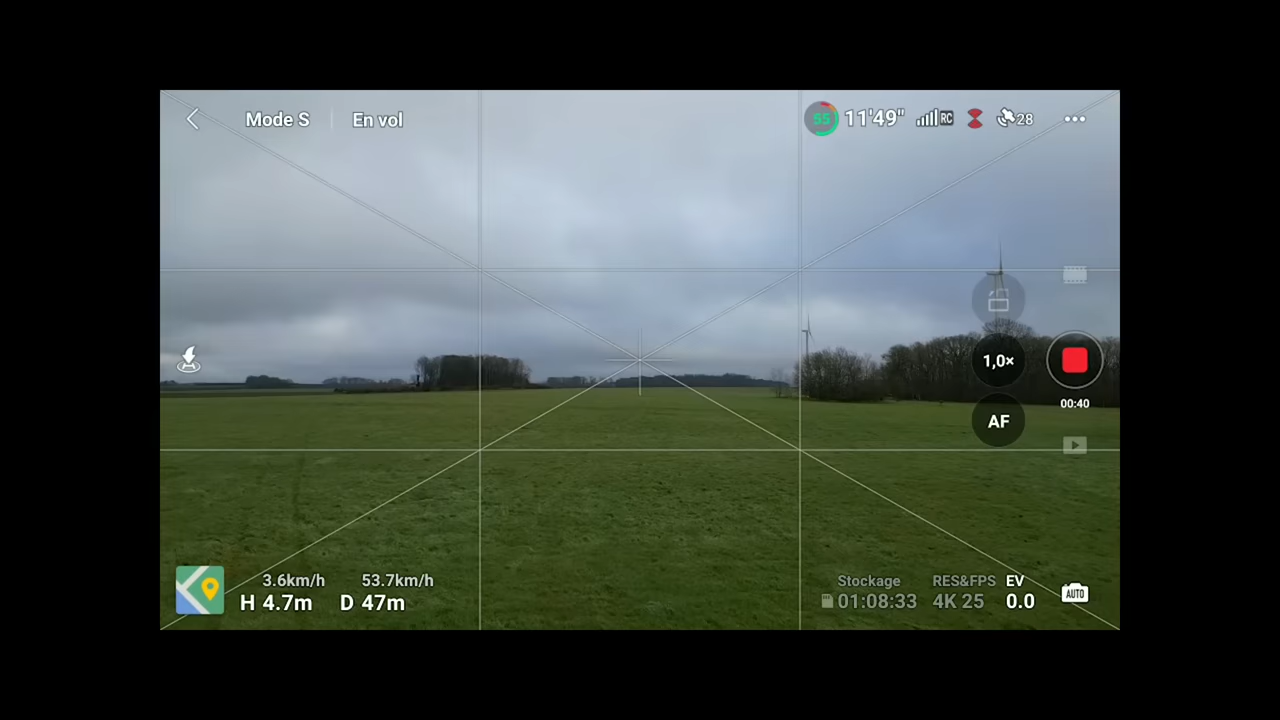 Mode S En vol 55 11'49" RC 28
1,0×
00:40
AF
3.6km/h 53.7km/h Stockage RES&FPS EV
H 4.7m D 47m 01:08:33 4K 25 0.0 AUTO